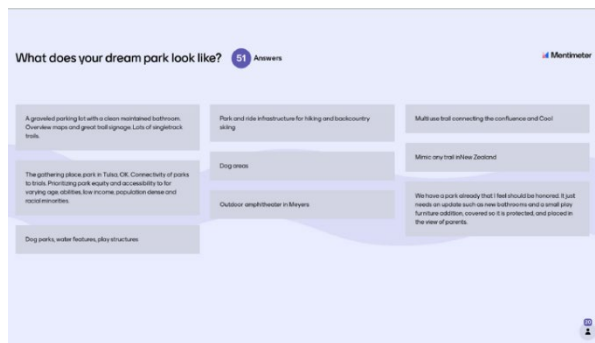 What does your dream park look like?
51 Answers
Mentimeter
A graveled parking lot with a clean maintained bathroom.
Overview maps and great trail signage. Lots of singletrack
trails.
The gathering place, park in Tulsa, OK. Connectivity of parks
to trials. Prioritizing park equity and accessibility to for
varying age, abilities, low income, population dense and
racial minorities.
Dog parks, water features, play structures
Park and ride infrastructure for hiking and backcountry
skiing
Dog areas
Outdoor amphitheater in Meyers
Multi use trail connecting the confluence and Cool
Mimic any trail in New Zealand
We have a park already that I feel should be honored. It just
needs an update such as new bathrooms and a small play
furniture addition, covered so it is protected, and placed in
the view of parents.